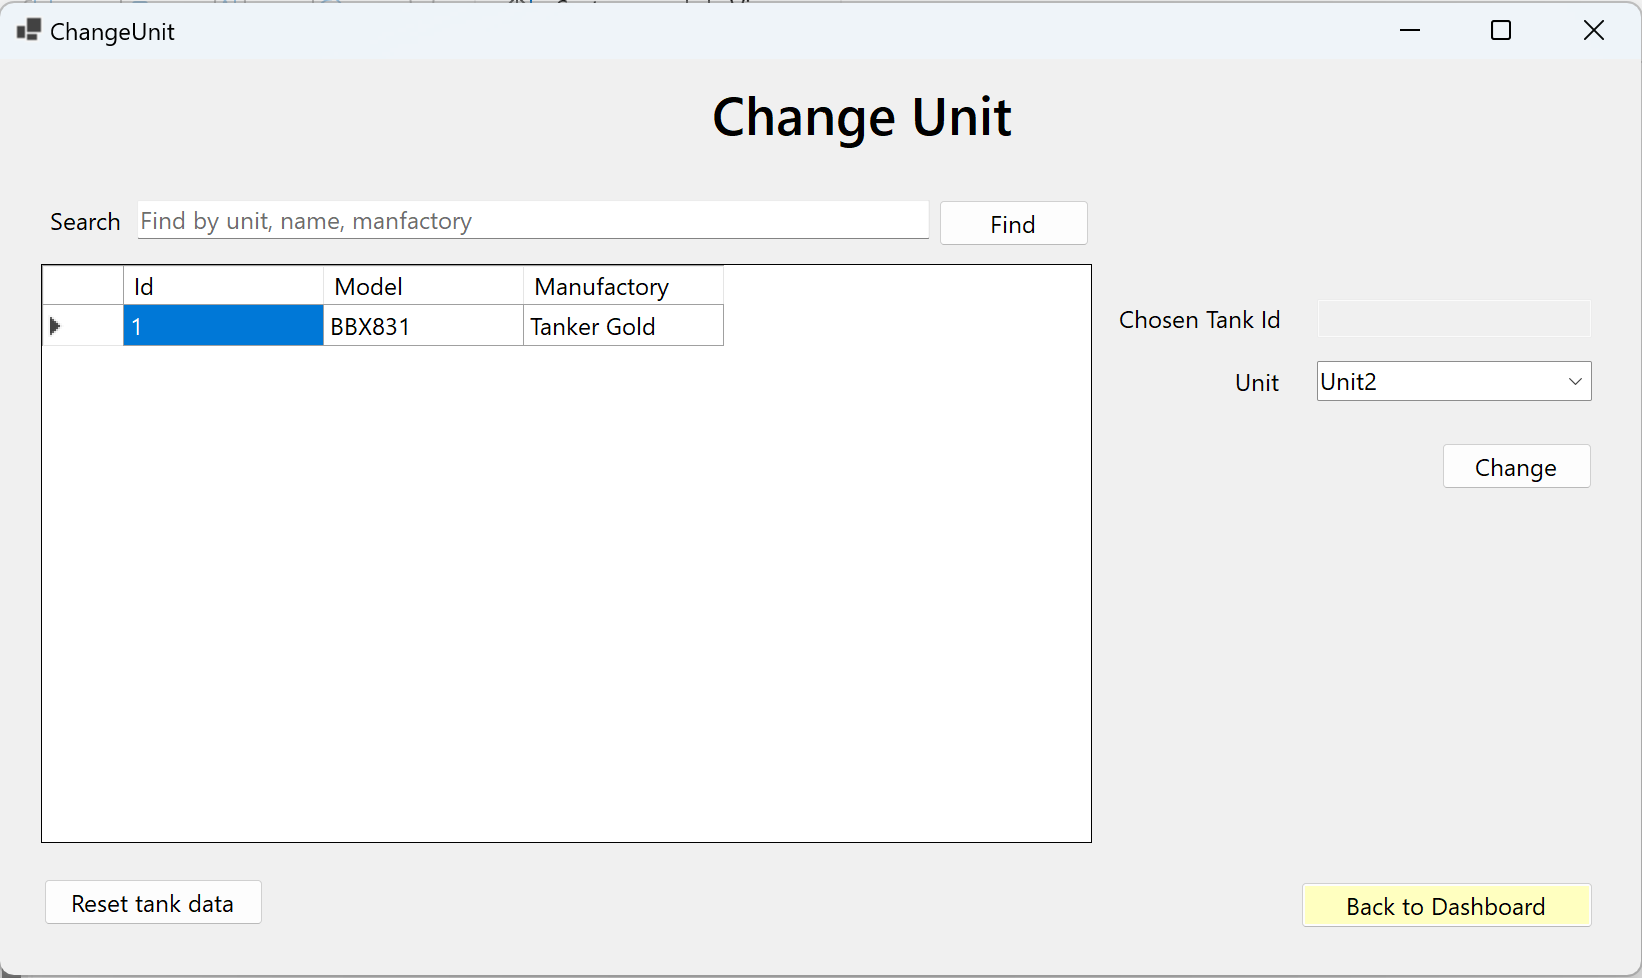 ChangeUnit
Change Unit
Search Find by unit, name, manfactory Find
Id Model Manufactory
1 BBX831 Tanker Gold
Chosen Tank Id
Unit Unit2
Change
Reset tank data
Back to Dashboard